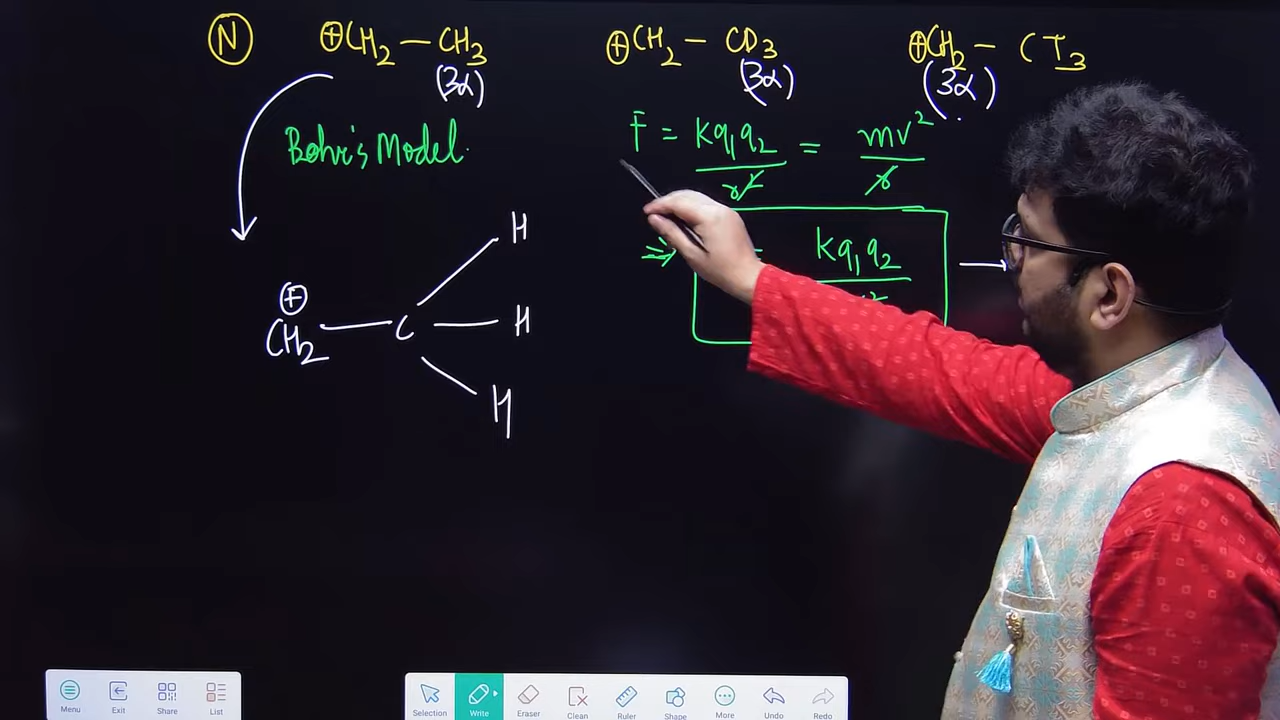 N ⊕CH₂ — CH₃ ⊕CH₂ — CD₃ ⊕CH₂ — CT₃
(3α) (3α) (3α)
Bohr's Model.
F = Kq₁q₂/r² = mv²/r
⇒ = Kq₁q₂
⊕
CH₂ — C — H
H
H
Menu Exit Share List Selection Write Eraser Clean Ruler Shape More Undo Redo